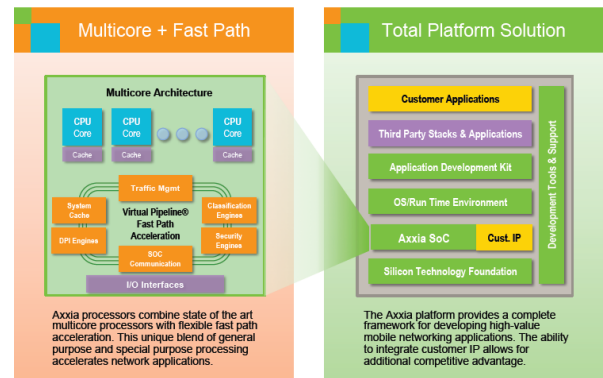 Multicore + Fast Path
Multicore Architecture
CPU
Core
CPU
Core
CPU
Core
Cache
Cache
Cache
Traffic Mgmt
System
Cache
Virtual Pipeline®
Fast Path
Acceleration
Classification
Engines
DPI Engines
Security
Engines
SOC
Communication
I/O Interfaces
Axxia processors combine state of the art
multicore processors with flexible fast path
acceleration. This unique blend of general
purpose and special purpose processing
accelerates network applications.
Total Platform Solution
Customer Applications
Third Party Stacks & Applications
Application Development Kit
OS/Run Time Environment
Axxia SoC
Cust. IP
Silicon Technology Foundation
Development Tools & Support
The Axxia platform provides a complete
framework for developing high-value
mobile networking applications. The ability
to integrate customer IP allows for
additional competitive advantage.